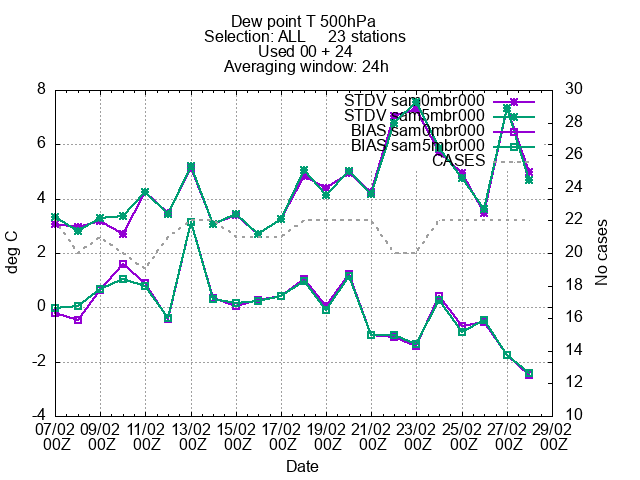 Dew point T 500hPa
Selection: ALL     23 stations
Used 00 + 24
Averaging window: 24h
STDV sam0mbr000
STDV sam5mbr000
BIAS sam0mbr000
BIAS sam5mbr000
CASES
8
6
4
2
0
-2
-4
deg C
30
29
28
26
24
23
22
20
18
16
14
12
10
No cases
07/02 09/02 11/02 13/02 15/02 17/02 19/02 21/02 23/02 25/02 27/02 29/02
00Z 00Z 00Z 00Z 00Z 00Z 00Z 00Z 00Z 00Z 00Z 00Z
Date